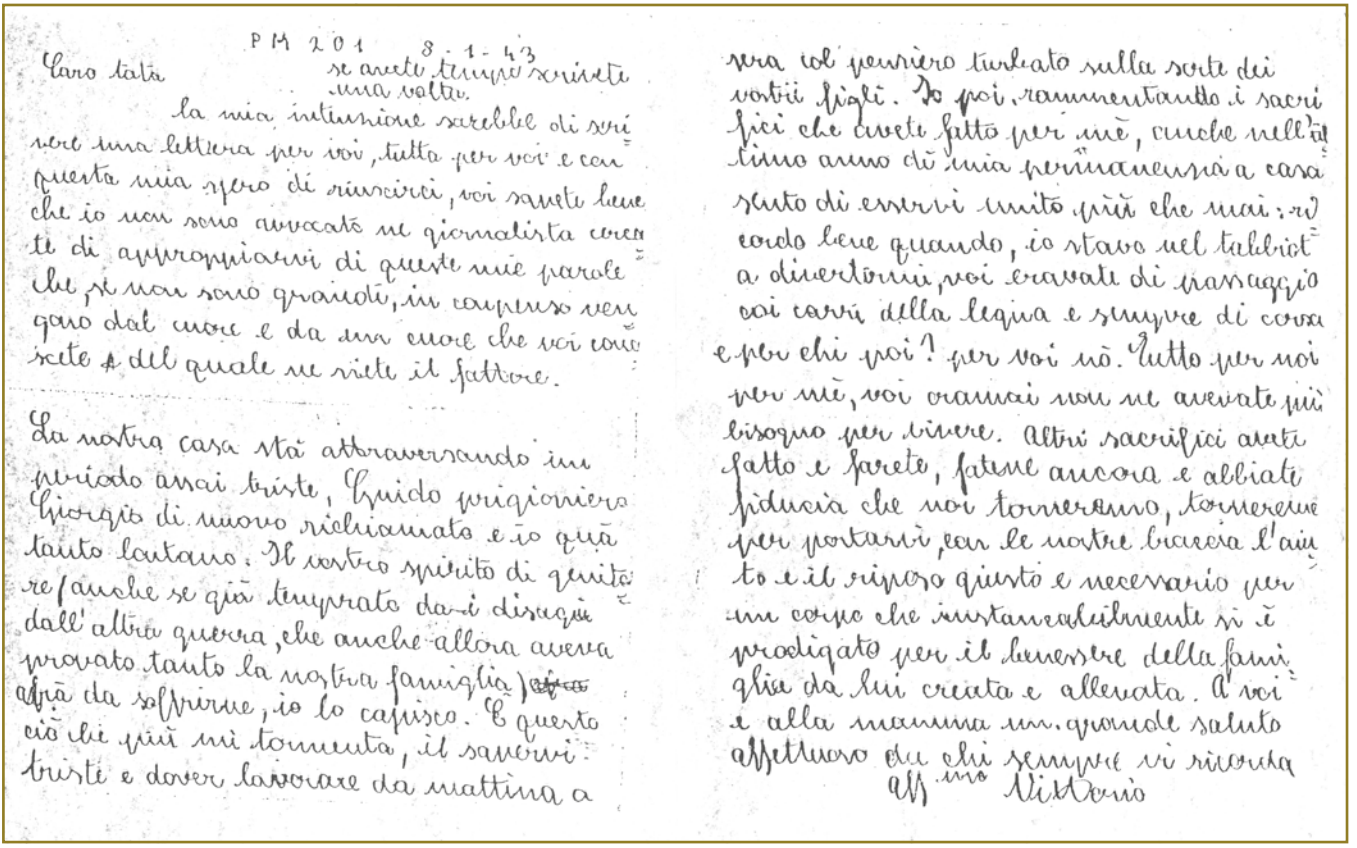 PM 201 8-1-43
Caro tata se avete tempo scrivete
una volta.
la mia intenzione sarebbe di scri=
vere una lettera per voi, tutta per voi e con
questa mia spero di riuscirci, voi sapete bene
che io non sono avvocato ne giornalista cerca=
te di approppiarvi di queste mie parole
che, se non sono grandi, in conpenso ven=
gono dal cuore e da un cuore che voi cono=
scete e del quale ne siete il fattore.
La nostra casa stà attraversando un
periodo assai triste, Guido prigioniero
Giorgio di nuovo richiamato e io quà
tanto lontano. Il vostro spirito di genito=
re (anche se già temprato dai disagi
dall'altra guerra, che anche allora aveva
provato tanto la nostra famiglia)
avrà da soffrirne, io lo capisco. E questo
ciò che più mi tormenta, il sapervi
triste e dover lavorare da mattina a
sera col pensiero turbato sulla sorte dei
vostri figli. Io poi, rammentando i sacri=
fici che avete fatto per mè, anche nell'ul=
timo anno di mia permanensa a casa
sento di esservi unito più che mai: ri=
cordo bene quando, io stavo nel
a divertirmi, voi eravate di passaggio
coi carri della legna e sempre di corsa
e per chi poi? per voi nò. Tutto per noi
per mè, voi oramai non ne avevate più
bisogno per vivere. Altri sacrifici avete
fatto e farete, fatene ancora e abbiate
fiducia che noi torneremo, torneremo
per portarvi, con le nostre braccia l'aiu=
to e il riposo giusto e necessario per
un corpo che instancabilmente si è
prodigato per il benessere della fami=
glia da lui creata e allevata. A voi
e alla mamma un grande saluto
affettuoso da chi sempre vi ricorda
aff.mo Vittorio